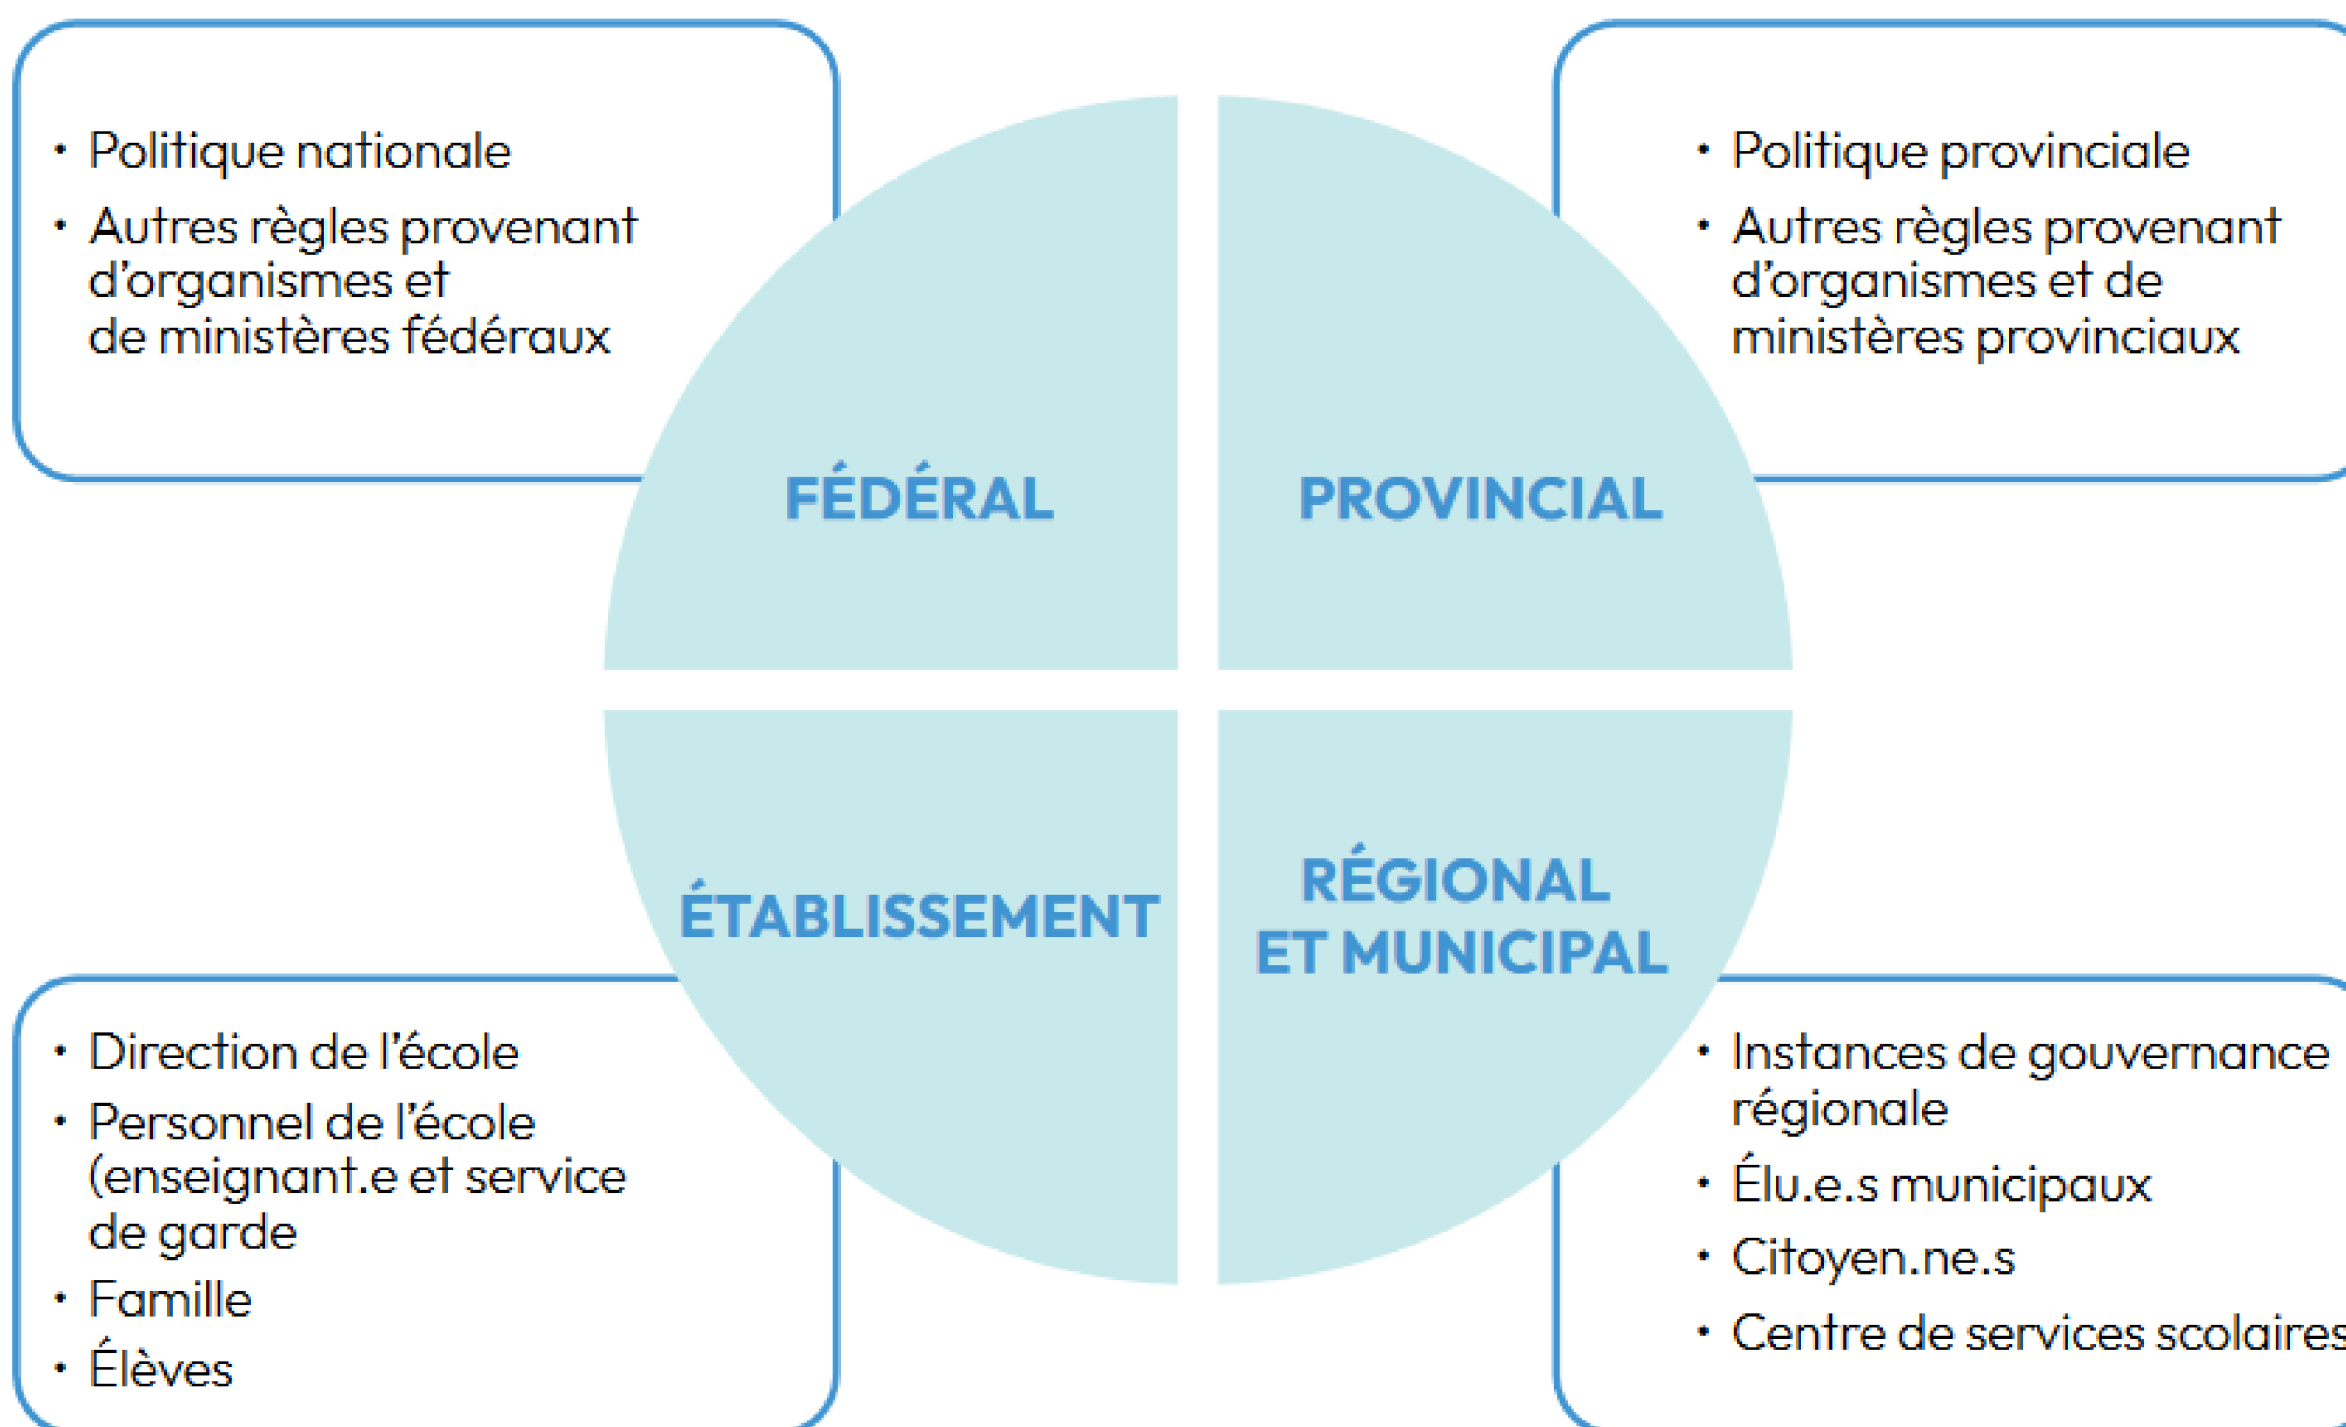 • Politique nationale
• Autres règles provenant
d'organismes et
de ministères fédéraux
• Politique provinciale
• Autres règles provenant
d'organismes et de
ministères provinciaux
FÉDÉRAL
PROVINCIAL
ÉTABLISSEMENT
RÉGIONAL
ET MUNICIPAL
• Direction de l'école
• Personnel de l'école
(enseignant.e et service
de garde
• Famille
• Élèves
• Instances de gouvernance
régionale
• Élu.e.s municipaux
• Citoyen.ne.s
• Centre de services scolaires